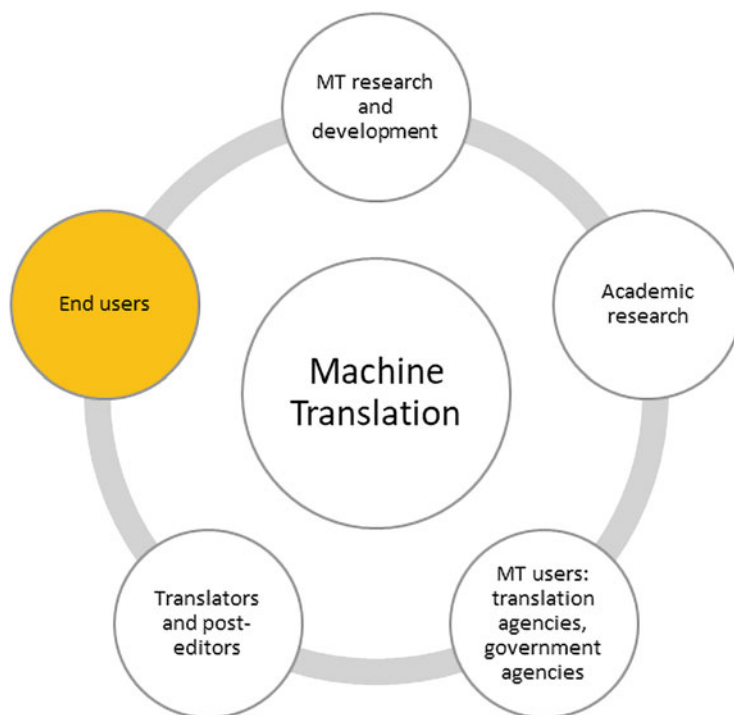 MT research
and
development
End users
Academic
research
Machine
Translation
Translators
and post-
editors
MT users:
translation
agencies,
government
agencies